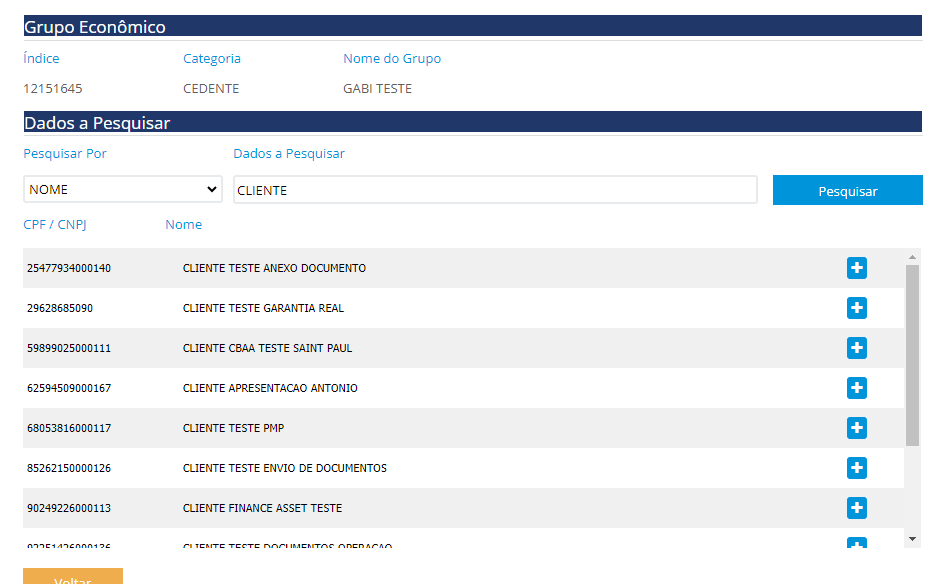 Grupo Econômico
Índice Categoria Nome do Grupo
12151645 CEDENTE GABI TESTE
Dados a Pesquisar
Pesquisar Por Dados a Pesquisar
NOME CLIENTE Pesquisar
CPF / CNPJ Nome
25477934000140 CLIENTE TESTE ANEXO DOCUMENTO
29628685090 CLIENTE TESTE GARANTIA REAL
59899025000111 CLIENTE CBAA TESTE SAINT PAUL
62594509000167 CLIENTE APRESENTACAO ANTONIO
68053816000117 CLIENTE TESTE PMP
85262150000126 CLIENTE TESTE ENVIO DE DOCUMENTOS
90249226000113 CLIENTE FINANCE ASSET TESTE
CLIENTE TESTE DOCUMENTOS OPERACAO
Voltar